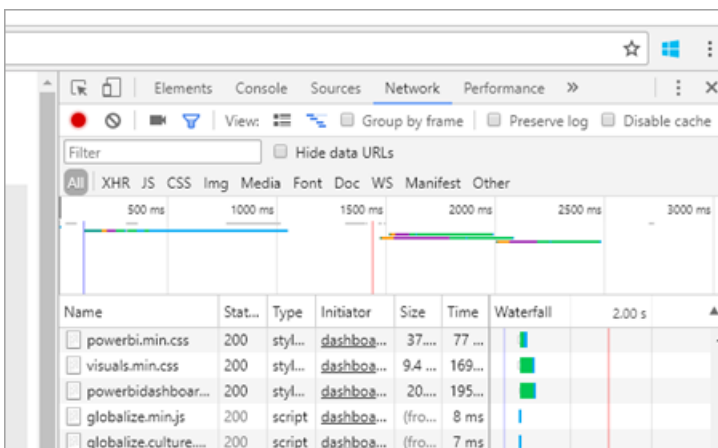 Elements Console Sources Network Performance »
View: Group by frame Preserve log Disable cache
Filter Hide data URLs
All XHR JS CSS Img Media Font Doc WS Manifest Other
500 ms 1000 ms 1500 ms 2000 ms 2500 ms 3000 ms
Name Stat... Type Initiator Size Time Waterfall 2.00 s
powerbi.min.css 200 styl... dashboa... 37.... 77 ...
visuals.min.css 200 styl... dashboa... 9.4 ... 169...
powerbidashboar... 200 styl... dashboa... 20.... 195...
globalize.min.js 200 script dashboa... (fro... 8 ms
globalize.culture.... 200 script dashboa... (fro... 7 ms